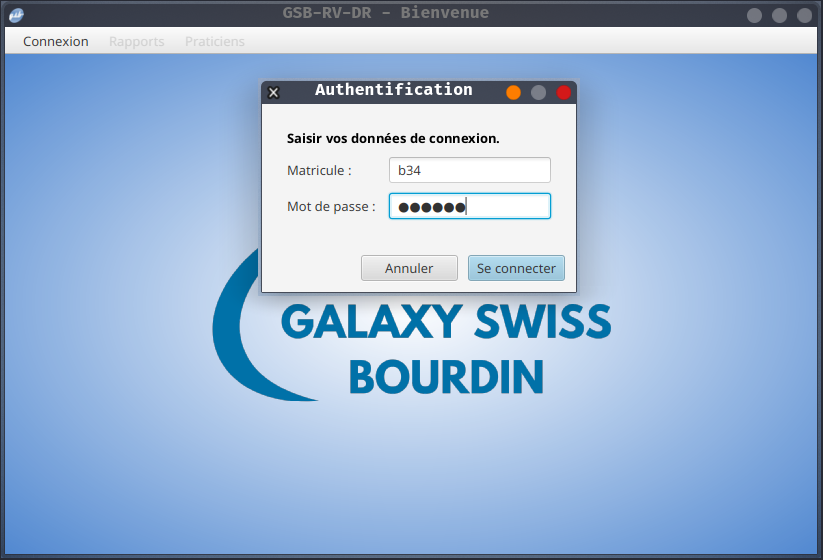 GSB-RV-DR - Bienvenue
Connexion Rapports Praticiens
Authentification
Saisir vos données de connexion.
Matricule : b34
Mot de passe : ●●●●●●
Annuler Se connecter
GALAXY SWISS
BOURDIN